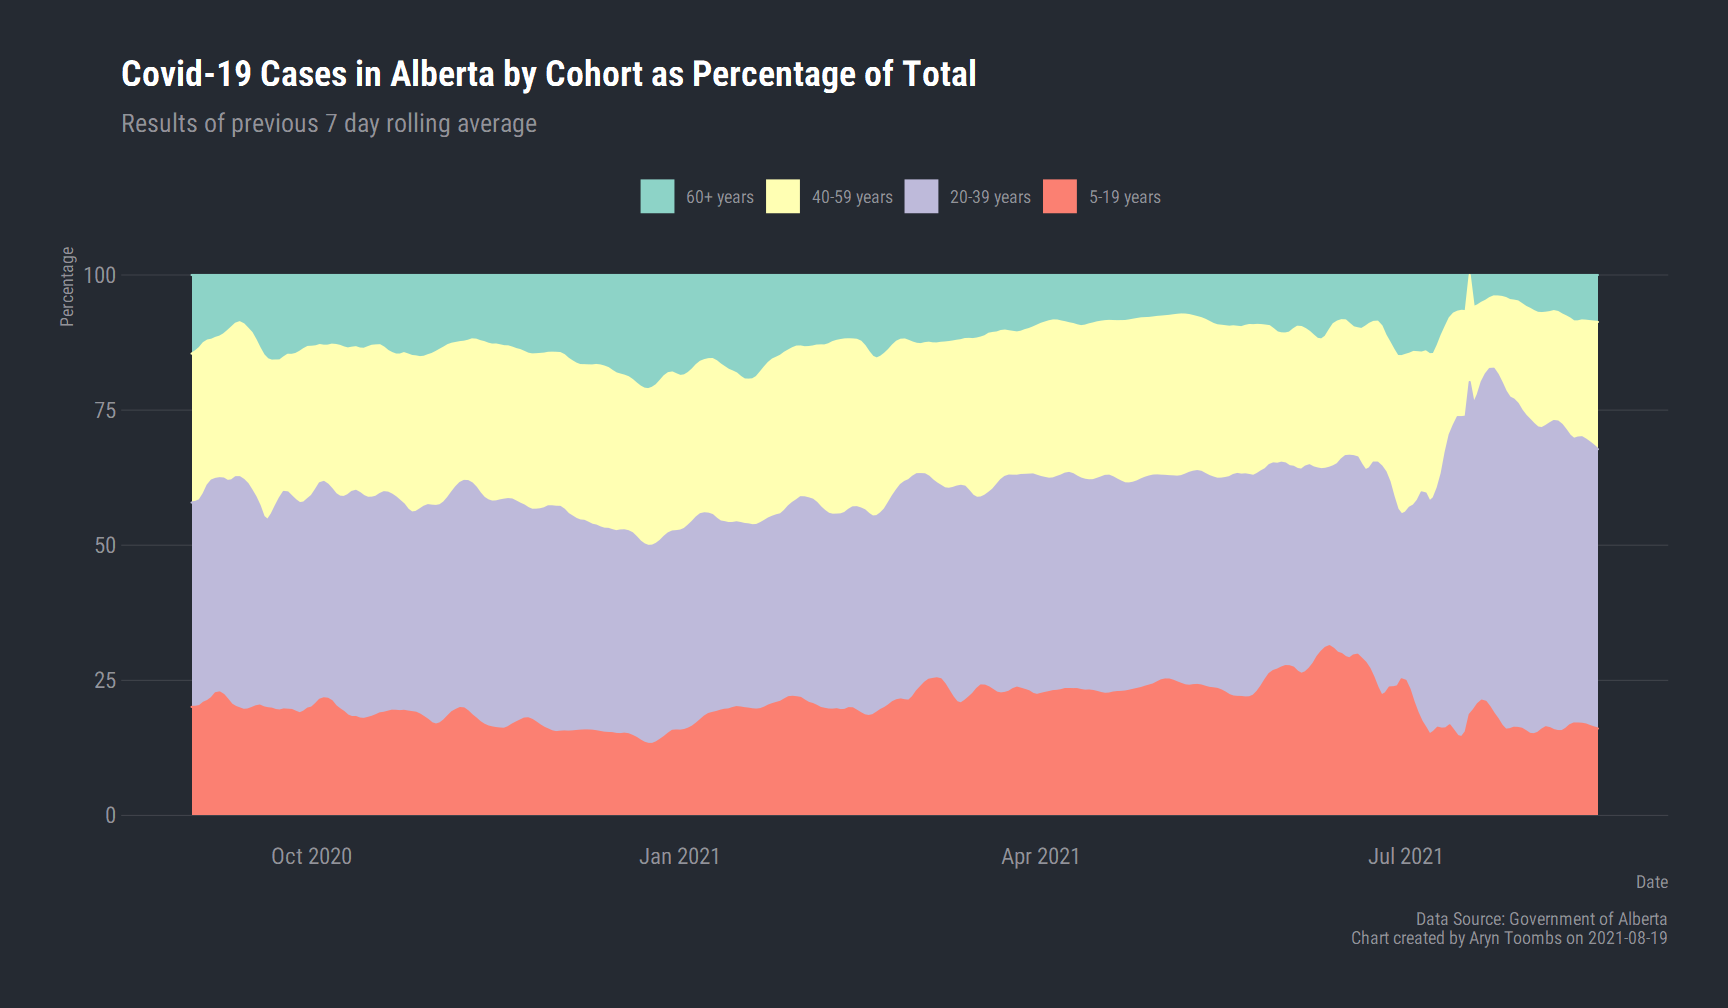 Covid-19 Cases in Alberta by Cohort as Percentage of Total
Results of previous 7 day rolling average
60+ years 40-59 years 20-39 years 5-19 years
Percentage
100
75
50
25
0
Oct 2020 Jan 2021 Apr 2021 Jul 2021
Date
Data Source: Government of Alberta
Chart created by Aryn Toombs on 2021-08-19